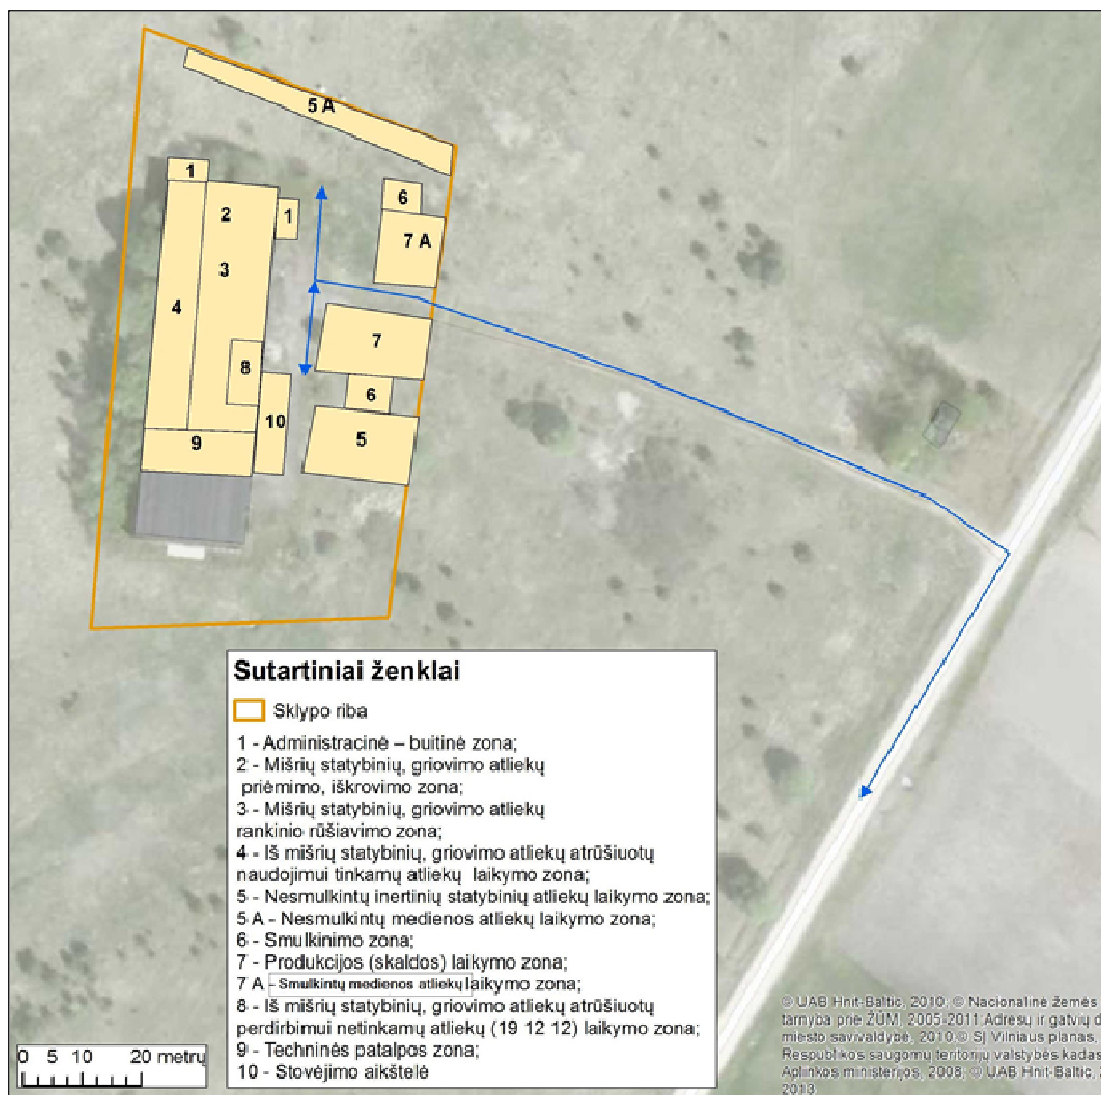 5 A
1
6
2
1
7 A
3
4
7
8
6
10
5
9
Sutartiniai ženklai
Sklypo riba
1 - Administracinė – buitinė zona;
2 - Mišrių statybinių, griovimo atliekų
priėmimo, iškrovimo zona;
3 - Mišrių statybinių, griovimo atliekų
rankinio rūšiavimo zona;
4 - Iš mišrių statybinių, griovimo atliekų atrūšiuotų
naudojimui tinkamų atliekų laikymo zona;
5 - Nesmulkintų inertinių statybinių atliekų laikymo zona;
5 A - Nesmulkintų medienos atliekų laikymo zona;
6 - Smulkinimo zona;
7 - Produkcijos (skaldos) laikymo zona;
7 A - Smulkintų medienos atliekų laikymo zona;
8 - Iš mišrių statybinių, griovimo atliekų atrūšiuotų
perdirbimui netinkamų atliekų (19 12 12) laikymo zona;
9 - Techninės patalpos zona;
10 - Stovėjimo aikštelė
0 5 10 20 metrų
© UAB Hnit-Baltic, 2010; © Nacionalinė žemės
tarnyba prie ŽŪM, 2005-2011 Adresų ir gatvių d
miesto savivaldybė, 2010 © SĮ Vilniaus planais,
Respublikos saugomų teritorijų valstybės kadas
Aplinkos ministerijos, 2008; © UAB Hnit-Baltic,
2013